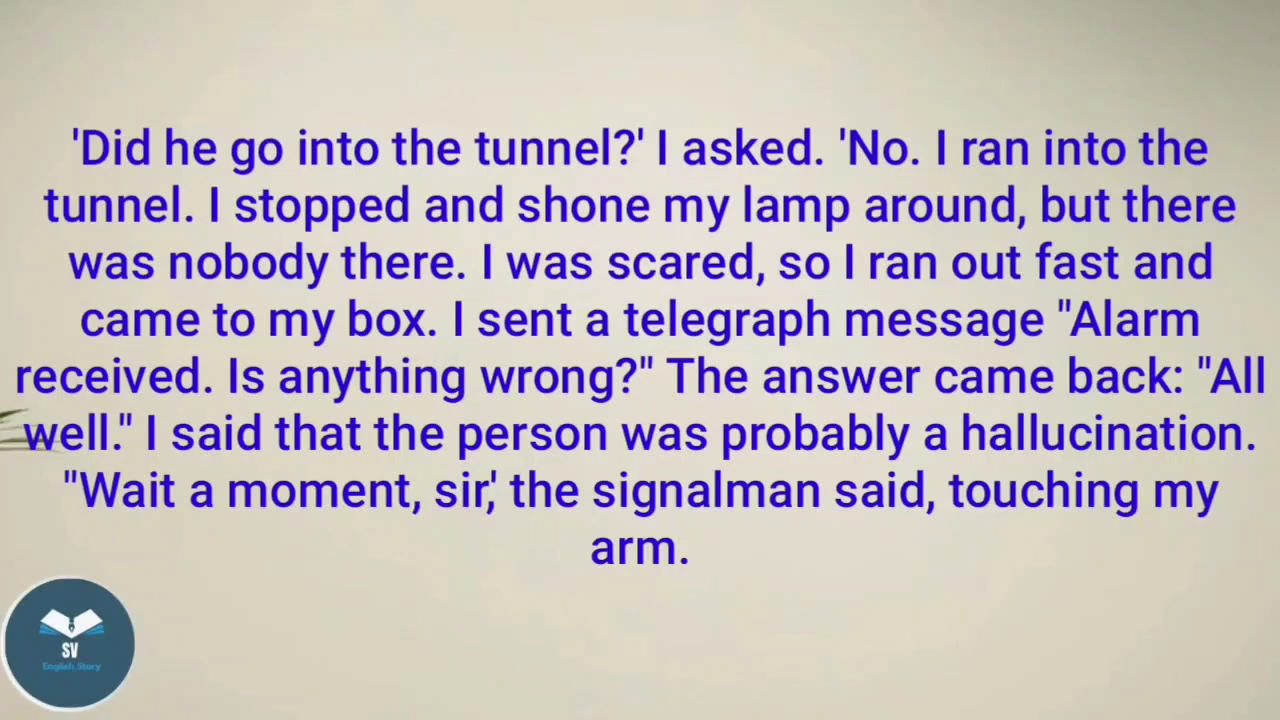 'Did he go into the tunnel?' I asked. 'No. I ran into the
tunnel. I stopped and shone my lamp around, but there
was nobody there. I was scared, so I ran out fast and
came to my box. I sent a telegraph message "Alarm
received. Is anything wrong?" The answer came back: "All
well." I said that the person was probably a hallucination.
"Wait a moment, sir,' the signalman said, touching my
arm.
SV
English Story